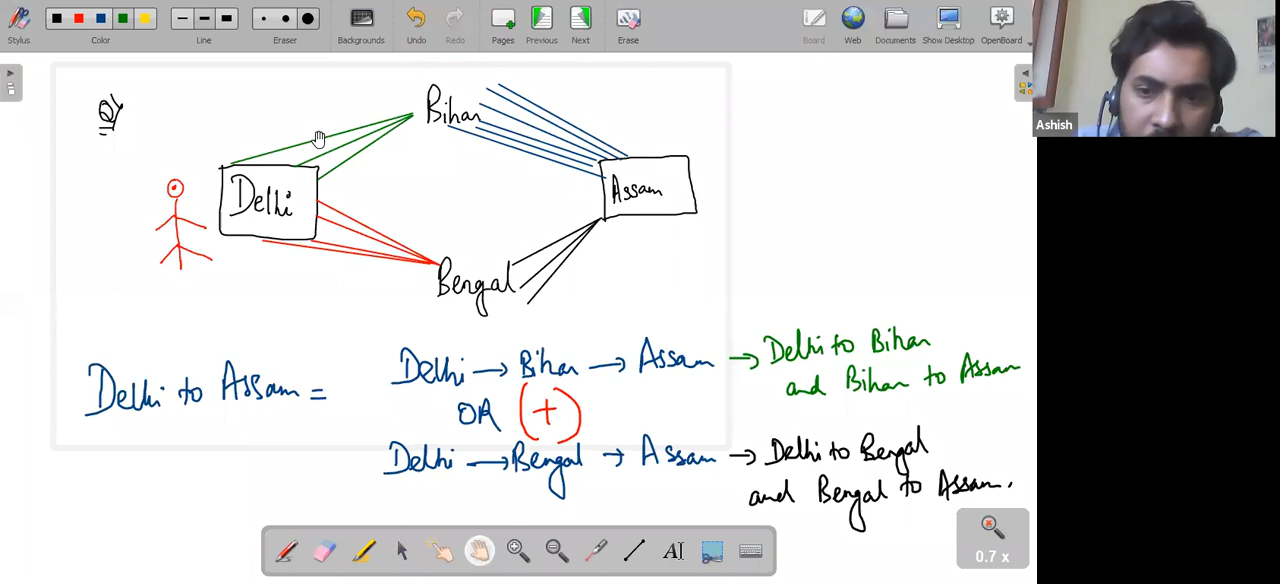 Stylus
Color
Line
Eraser
Backgrounds
Undo
Redo
Pages
Previous
Next
Erase
Board
Web
Documents
Show Desktop
OpenBoard
Ashish
Q
Bihar
Delhi
Assam
Bengal
Delhi to Assam =
Delhi → Bihar → Assam → Delhi to Bihar
and Bihar to Assam
OR (+)
Delhi → Bengal → Assam → Delhi to Bengal
and Bengal to Assam.
AI
0.7 x